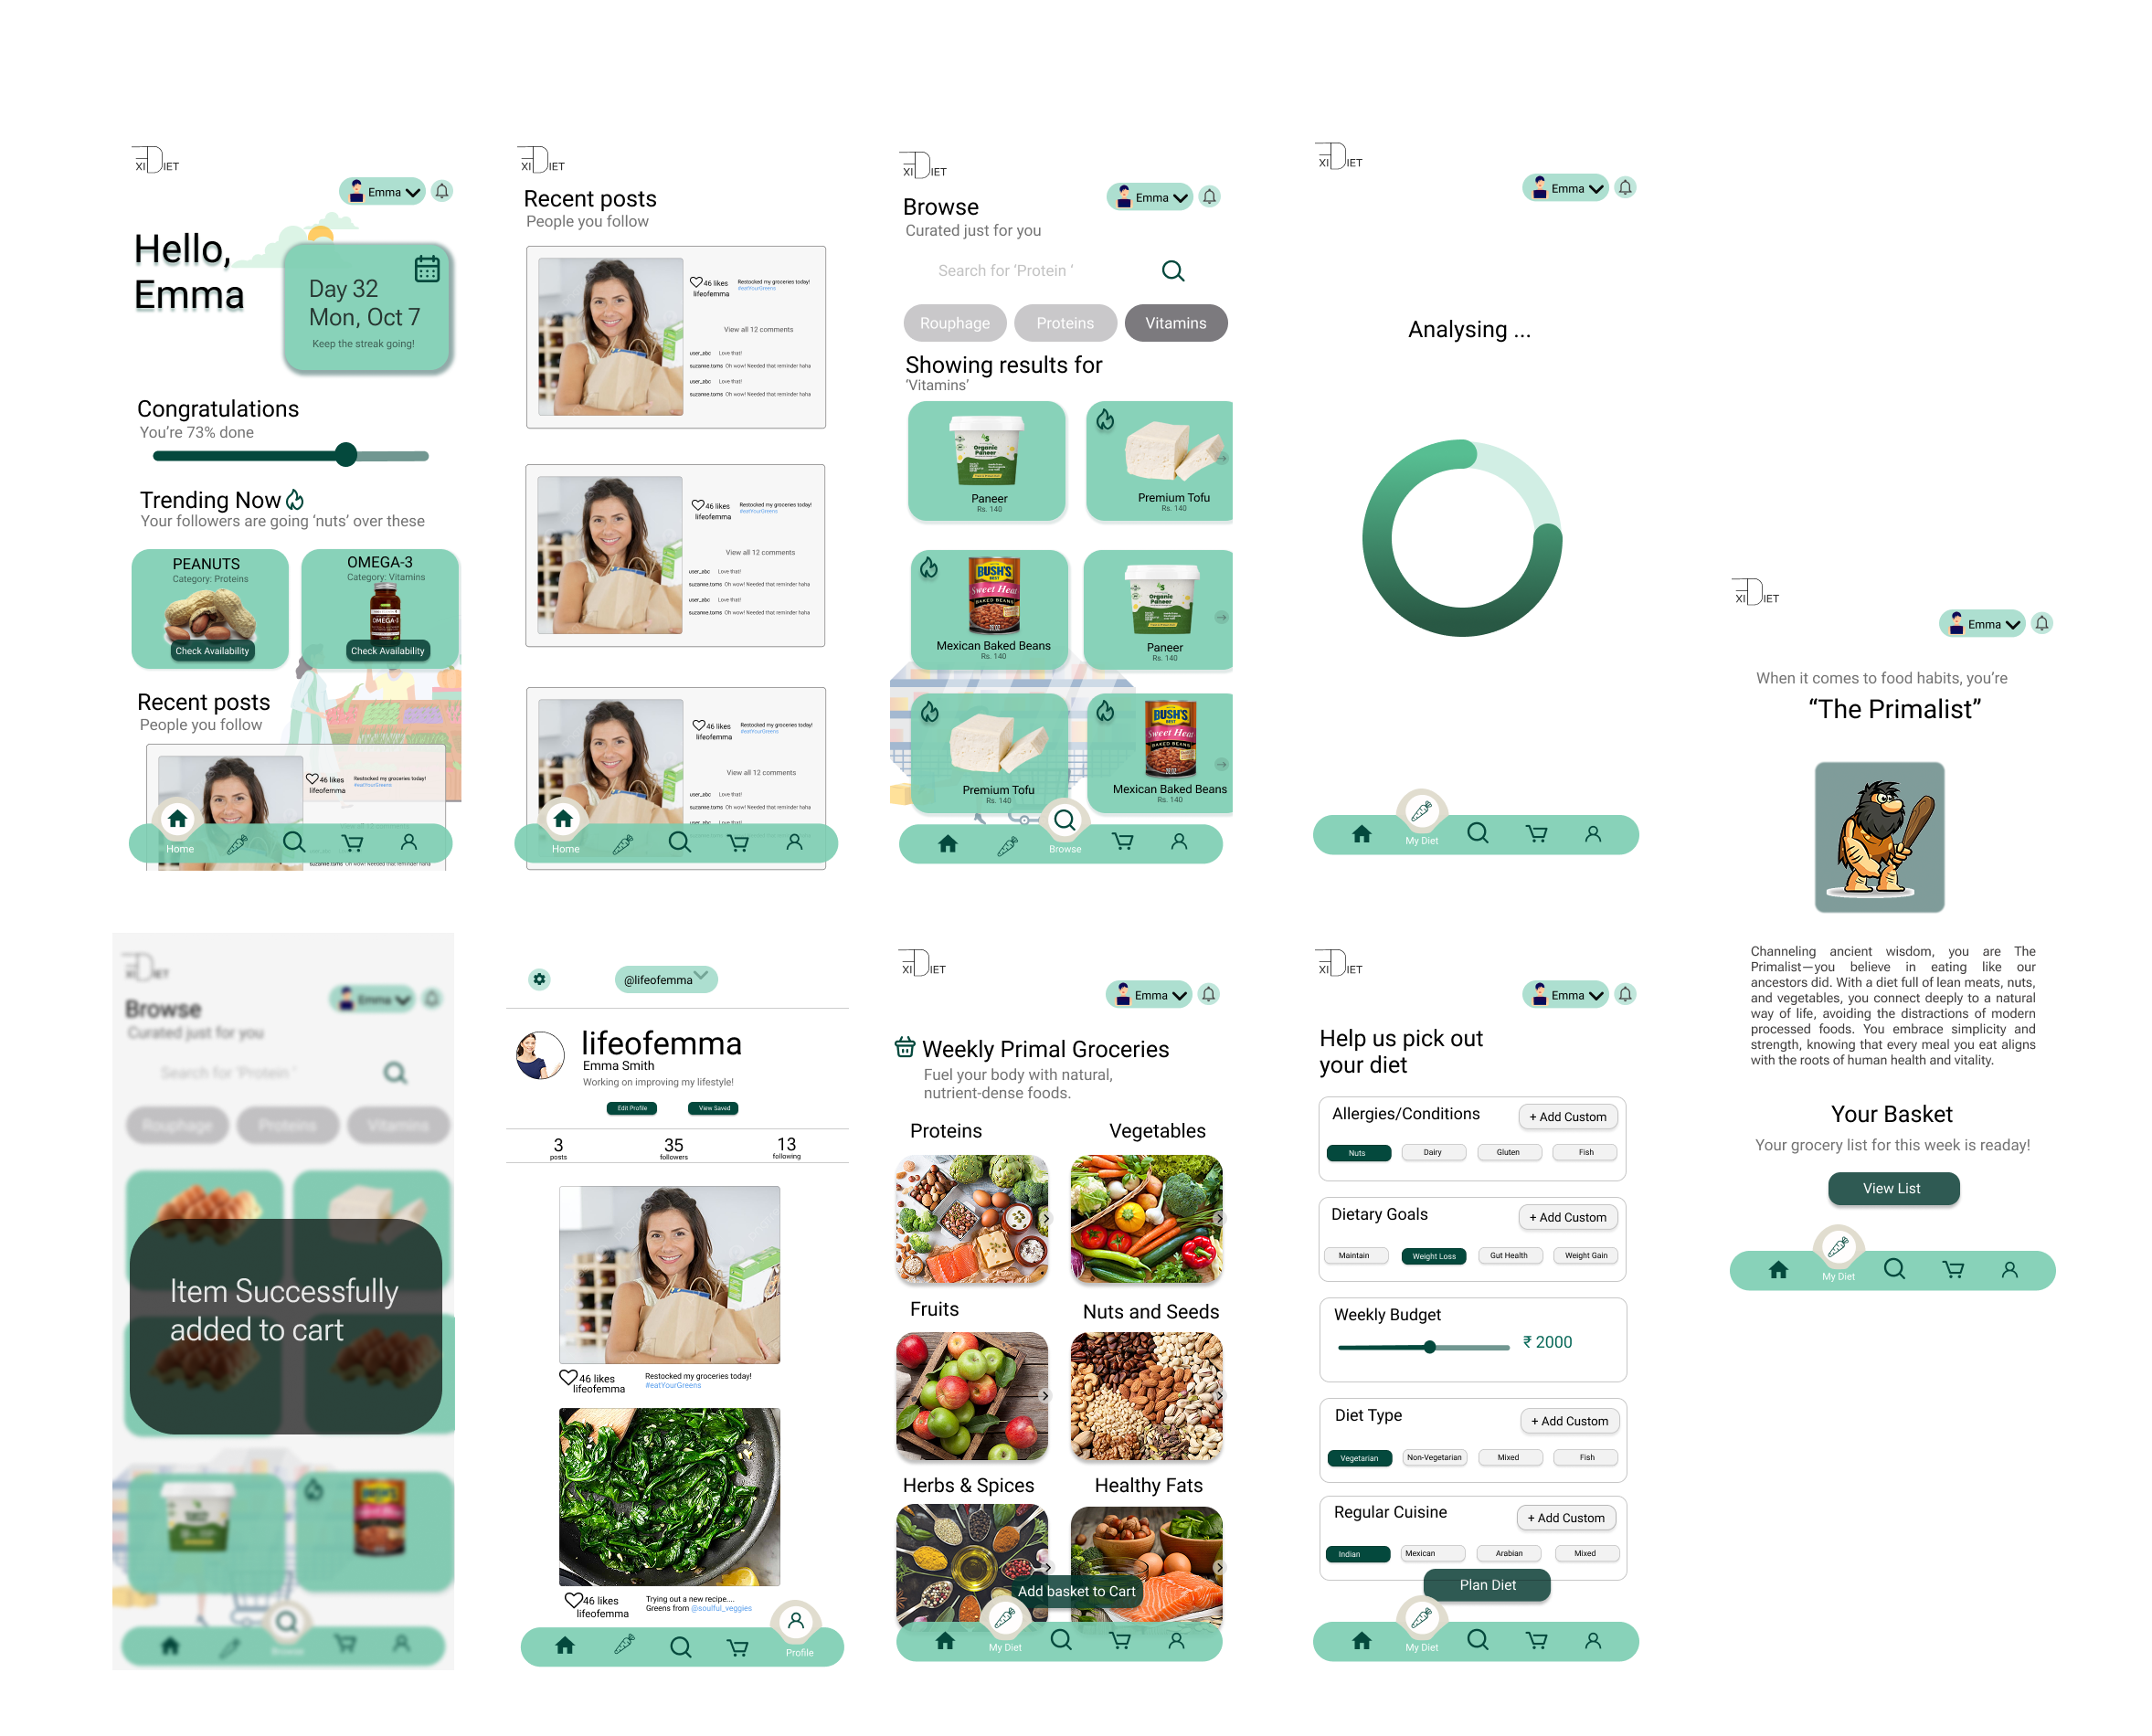 XI DIET
Emma
Hello,
Emma
Day 32
Mon, Oct 7
Keep the streak going!
Congratulations
You're 73% done
Trending Now
Your followers are going 'nuts' over these
PEANUTS
Category: Proteins
Check Availability
OMEGA-3
Category: Vitamins
OMEGA-3
Check Availability
Recent posts
People you follow
46 likes
lifeofemma
Restocked my groceries today!
#eatYourGreens
Home
XI DIET
Recent posts
People you follow
46 likes
lifeofemma
Restocked my groceries today!
#eatYourGreens
View all 12 comments
user_abc Love that!
suzanne.toms Oh wow! Needed that reminder haha
user_abc Love that!
suzanne.toms Oh wow! Needed that reminder haha
46 likes
lifeofemma
Restocked my groceries today!
#eatYourGreens
View all 12 comments
user_abc Love that!
suzanne.toms Oh wow! Needed that reminder haha
user_abc Love that!
suzanne.toms Oh wow! Needed that reminder haha
46 likes
lifeofemma
Restocked my groceries today!
#eatYourGreens
View all 12 comments
user_abc Love that!
suzanne.toms Oh wow! Needed that reminder haha
Home
XI DIET
Emma
Browse
Curated just for you
Search for 'Protein '
Rouphage
Proteins
Vitamins
Showing results for
'Vitamins'
Organic
Paneer
Paneer
Rs. 140
Premium Tofu
Rs. 140
BUSH'S
BEST
Sweet Heat
BAKED BEANS
Mexican Baked Beans
Rs. 140
Organic
Paneer
Paneer
Rs. 140
Premium Tofu
Rs. 140
BUSH'S
BEST
Sweet Heat
BAKED BEANS
Mexican Baked Beans
Rs. 140
Browse
XI DIET
Emma
Analysing ...
My Diet
XI DIET
Emma
When it comes to food habits, you're
“The Primalist”
Channeling ancient wisdom, you are The
Primalist—you believe in eating like our
ancestors did. With a diet full of lean meats, nuts,
and vegetables, you connect deeply to a natural
way of life, avoiding the distractions of modern
processed foods. You embrace simplicity and
strength, knowing that every meal you eat aligns
with the roots of human health and vitality.
Your Basket
Your grocery list for this week is readay!
View List
My Diet
XI DIET
Emma
Browse
Curated just for you
Search for 'Protein '
Rouphage
Proteins
Vitamins
Item Successfully
added to cart
Browse
@lifeofemma
lifeofemma
Emma Smith
Working on improving my lifestyle!
Edit Profile
View Saved
3
posts
35
followers
13
following
46 likes
lifeofemma
Restocked my groceries today!
#eatYourGreens
46 likes
lifeofemma
Trying out a new recipe....
Greens from @soulful_veggies
Profile
XI DIET
Emma
Weekly Primal Groceries
Fuel your body with natural,
nutrient-dense foods.
Proteins
Vegetables
Fruits
Nuts and Seeds
Herbs & Spices
Healthy Fats
Add basket to Cart
My Diet
XI DIET
Emma
Help us pick out
your diet
Allergies/Conditions
+ Add Custom
Nuts
Dairy
Gluten
Fish
Dietary Goals
+ Add Custom
Maintain
Weight Loss
Gut Health
Weight Gain
Weekly Budget
₹ 2000
Diet Type
+ Add Custom
Vegetarian
Non-Vegetarian
Mixed
Fish
Regular Cuisine
+ Add Custom
Indian
Mexican
Arabian
Mixed
Plan Diet
My Diet